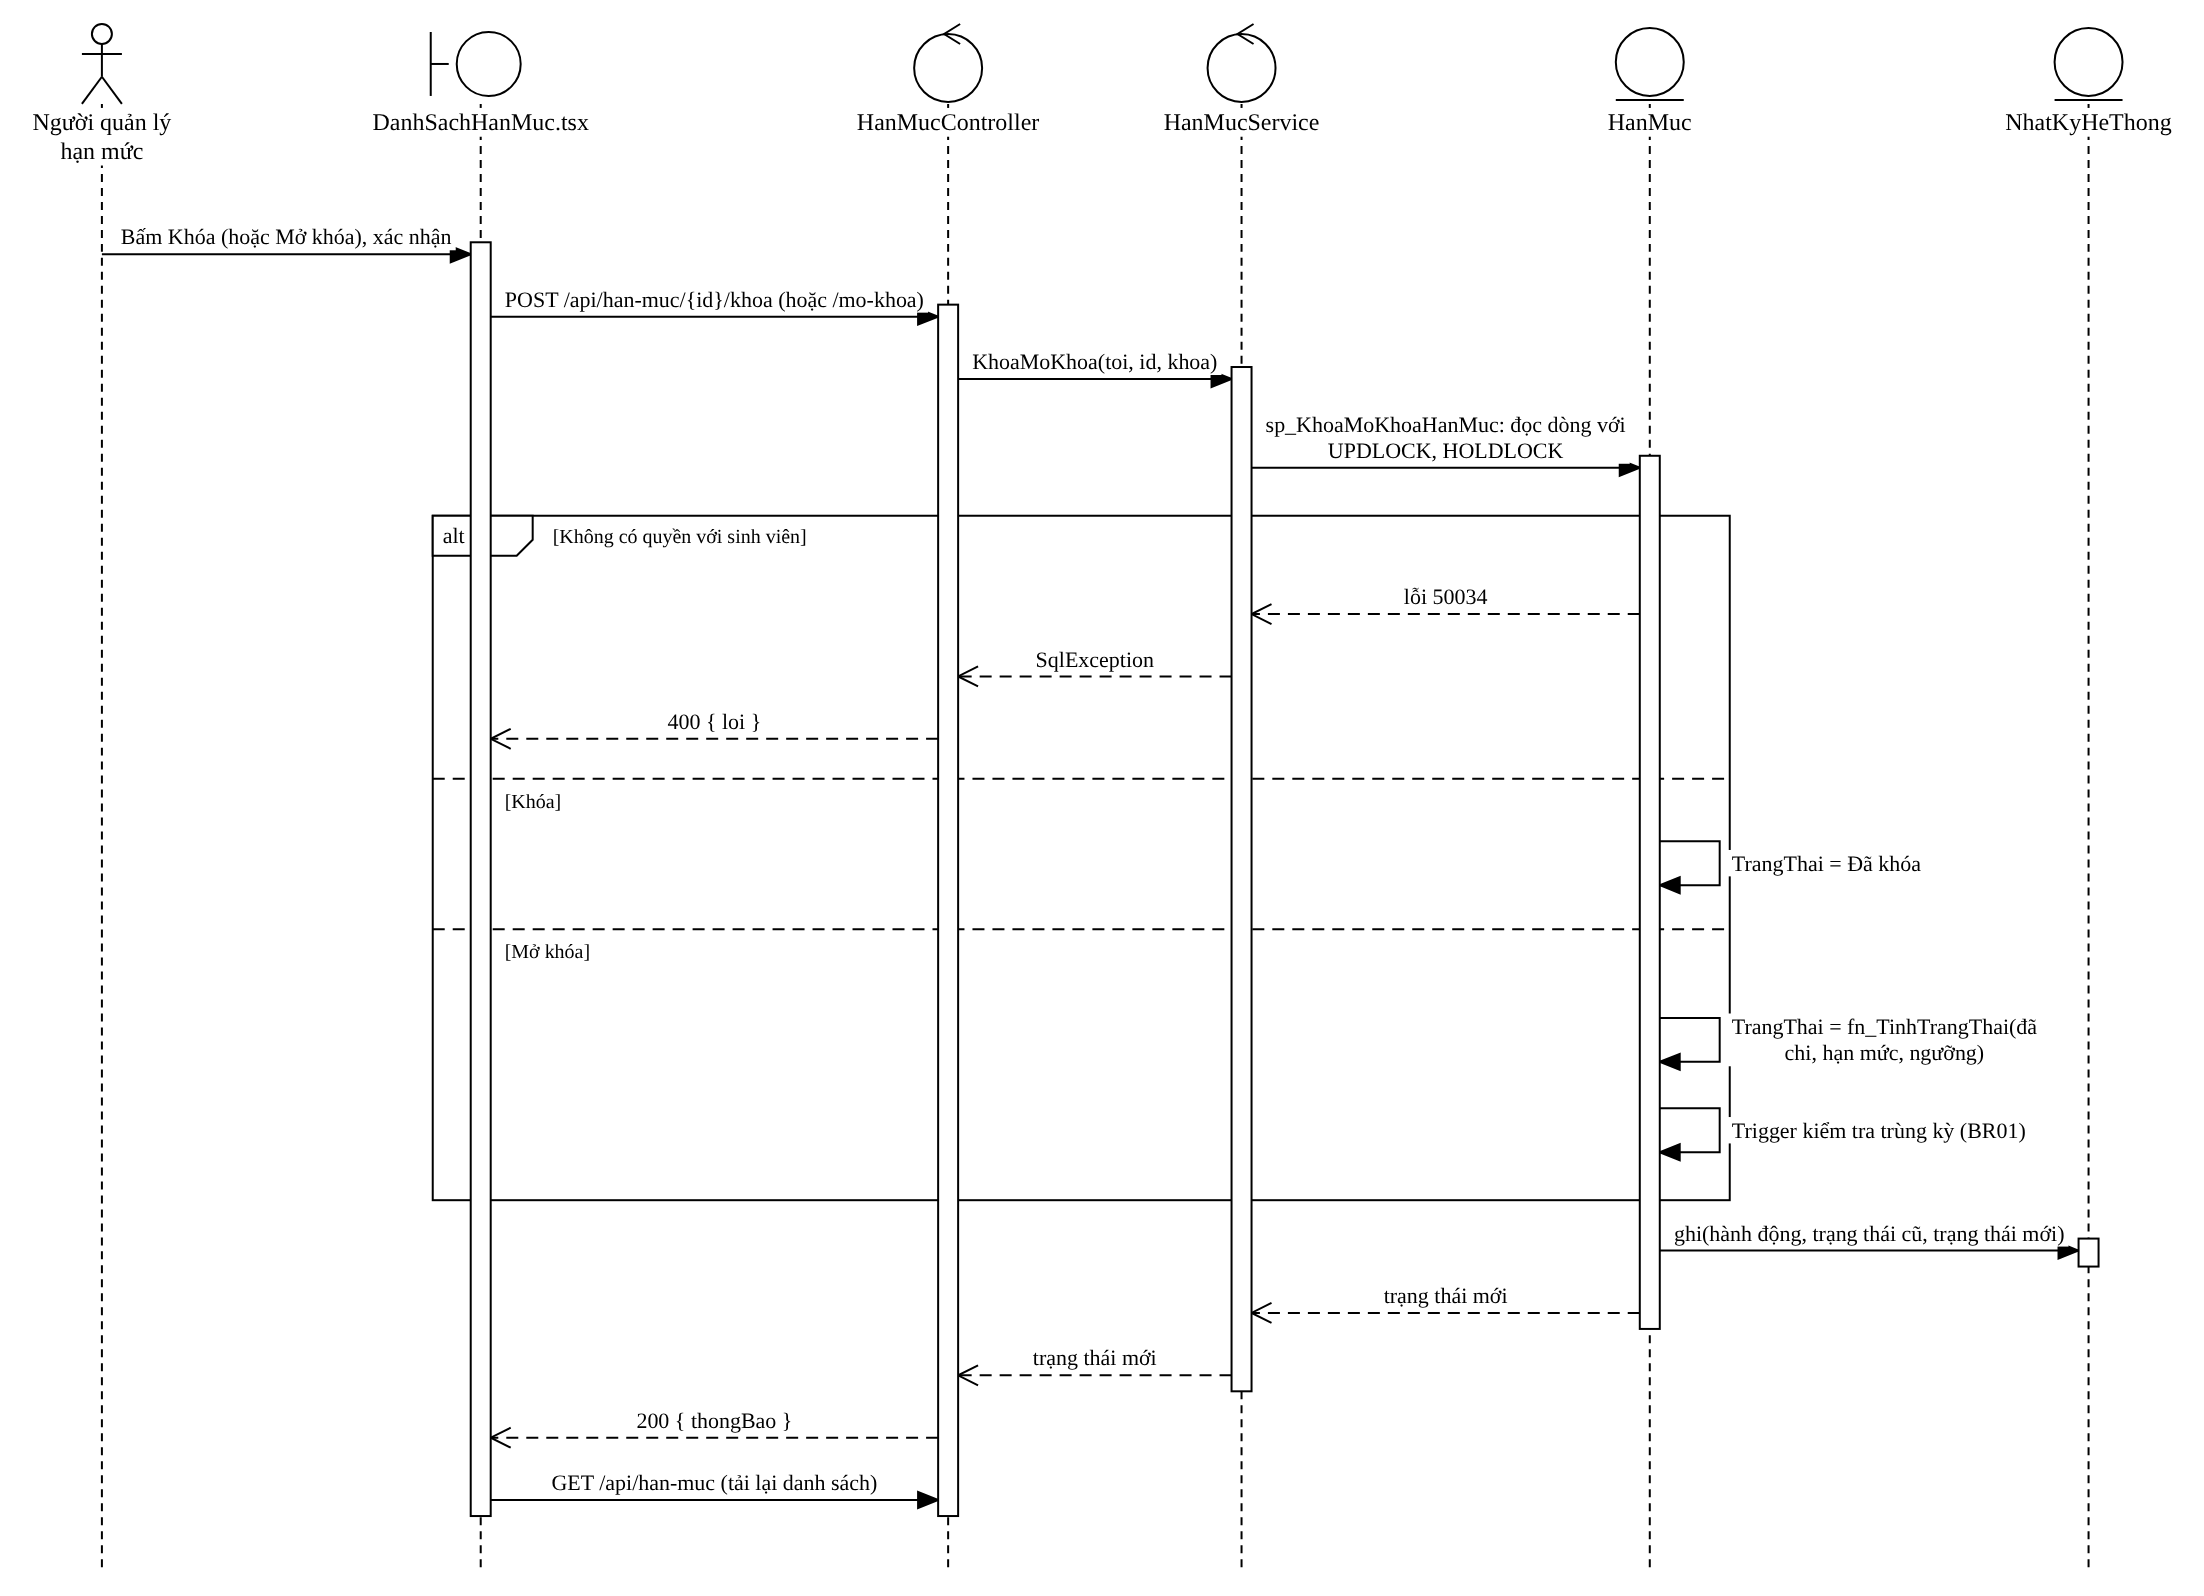 Người quản lý
hạn mức
DanhSachHanMuc.tsx
HanMucController
HanMucService
HanMuc
NhatKyHeThong
Bấm Khóa (hoặc Mở khóa), xác nhận
POST /api/han-muc/{id}/khoa (hoặc /mo-khoa)
KhoaMoKhoa(toi, id, khoa)
sp_KhoaMoKhoaHanMuc: đọc dòng với
UPDLOCK, HOLDLOCK
alt
[Không có quyền với sinh viên]
lỗi 50034
SqlException
400 { loi }
[Khóa]
TrangThai = Đã khóa
[Mở khóa]
TrangThai = fn_TinhTrangThai(đã
chi, hạn mức, ngưỡng)
Trigger kiểm tra trùng kỳ (BR01)
ghi(hành động, trạng thái cũ, trạng thái mới)
trạng thái mới
trạng thái mới
200 { thongBao }
GET /api/han-muc (tải lại danh sách)